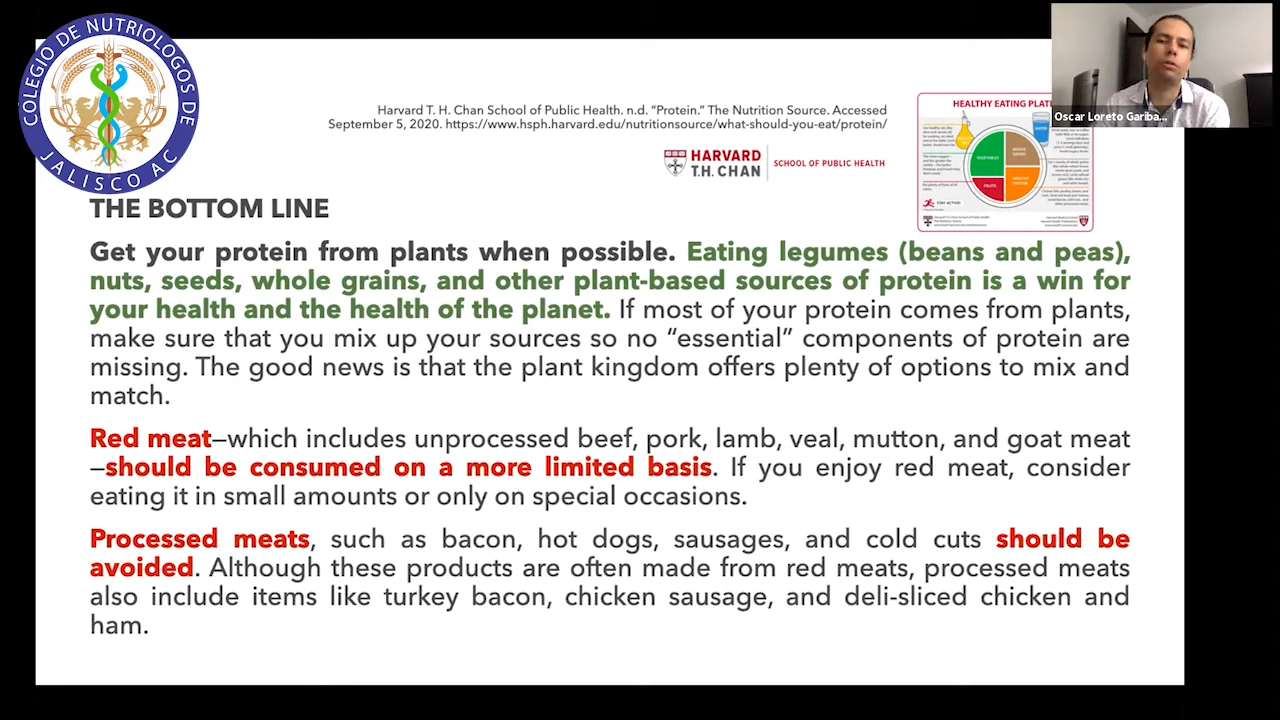 COLEGIO DE NUTRIOLOGOS DE
JALISCO AC
Harvard T. H. Chan School of Public Health. n.d. “Protein.” The Nutrition Source. Accessed
September 5, 2020. https://www.hsph.harvard.edu/nutritionsource/what-should-you-eat/protein/
HARVARD
T.H. CHAN
SCHOOL OF PUBLIC HEALTH
HEALTHY EATING PLATE
WATER
VEGETABLES
WHOLE GRAINS
FRUITS
HEALTHY PROTEIN
STAY ACTIVE!
Oscar Loreto Gariba...
THE BOTTOM LINE
Get your protein from plants when possible. Eating legumes (beans and peas),
nuts, seeds, whole grains, and other plant-based sources of protein is a win for
your health and the health of the planet. If most of your protein comes from plants,
make sure that you mix up your sources so no “essential” components of protein are
missing. The good news is that the plant kingdom offers plenty of options to mix and
match.
Red meat—which includes unprocessed beef, pork, lamb, veal, mutton, and goat meat
—should be consumed on a more limited basis. If you enjoy red meat, consider
eating it in small amounts or only on special occasions.
Processed meats, such as bacon, hot dogs, sausages, and cold cuts should be
avoided. Although these products are often made from red meats, processed meats
also include items like turkey bacon, chicken sausage, and deli-sliced chicken and
ham.